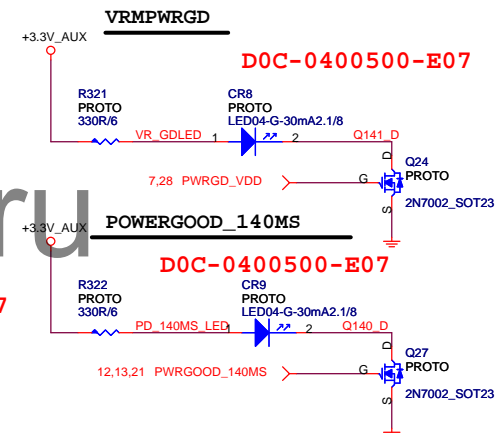 VRMPWRGD
+3.3V_AUX
D0C-0400500-E07
R321
PROTO
330R/6
CR8
PROTO
LED04-G-30mA2.1/8
VR_GDLED
1
2
Q141_D
D
Q24
PROTO
7,28 PWRGD_VDD
G
S
2N7002_SOT23
ru
+3.3V_AUX
POWERGOOD_140MS
D0C-0400500-E07
7
R322
PROTO
330R/6
CR9
PROTO
LED04-G-30mA2.1/8
PD_140MS_LED
1
2
Q140_D
D
Q27
PROTO
12,13,21 PWRGOOD_140MS
G
S
2N7002_SOT23